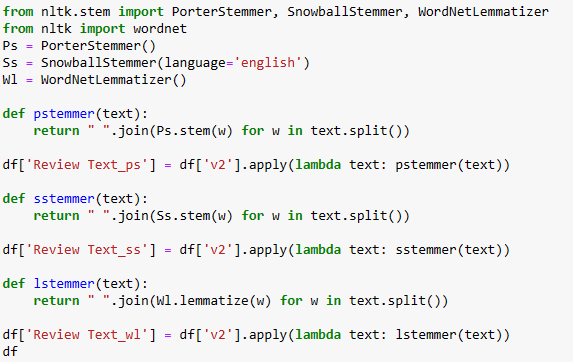 from nltk.stem import PorterStemmer, SnowballStemmer, WordNetLemmatizer
from nltk import wordnet
Ps = PorterStemmer()
Ss = SnowballStemmer(language='english')
Wl = WordNetLemmatizer()

def pstemmer(text):
    return " ".join(Ps.stem(w) for w in text.split())

df['Review Text_ps'] = df['v2'].apply(lambda text: pstemmer(text))

def sstemmer(text):
    return " ".join(Ss.stem(w) for w in text.split())

df['Review Text_ss'] = df['v2'].apply(lambda text: sstemmer(text))

def lstemmer(text):
    return " ".join(Wl.lemmatize(w) for w in text.split())

df['Review Text_wl'] = df['v2'].apply(lambda text: lstemmer(text))
df